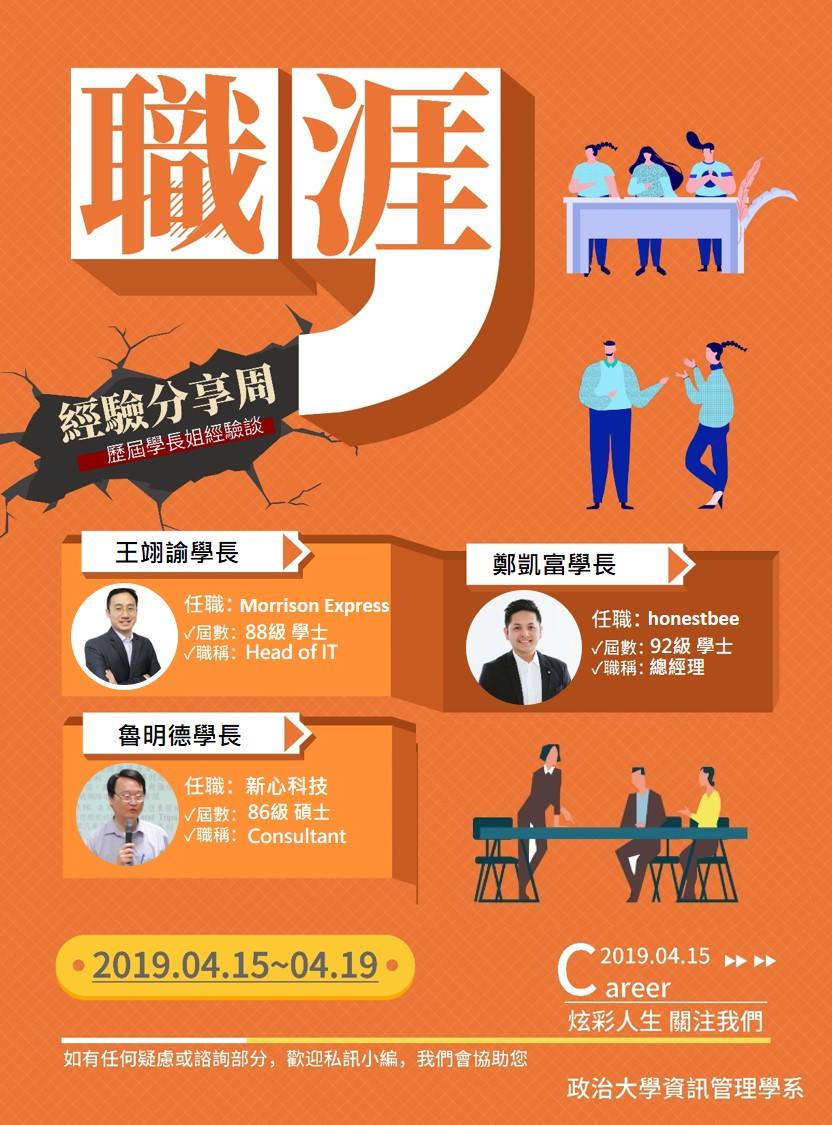 職涯
經驗分享周
歷屆學長姐經驗談
王翊諭學長
任職：Morrison Express
✓屆數：88級 學士
✓職稱：Head of IT
鄭凱富學長
任職：honestbee
✓屆數：92級 學士
✓職稱：總經理
魯明德學長
任職：新心科技
✓屆數：86級 碩士
✓職稱：Consultant
2019.04.15~04.19
2019.04.15
Career
炫彩人生 關注我們
如有任何疑慮或諮詢部分，歡迎私訊小編，我們會協助您
政治大學資訊管理學系